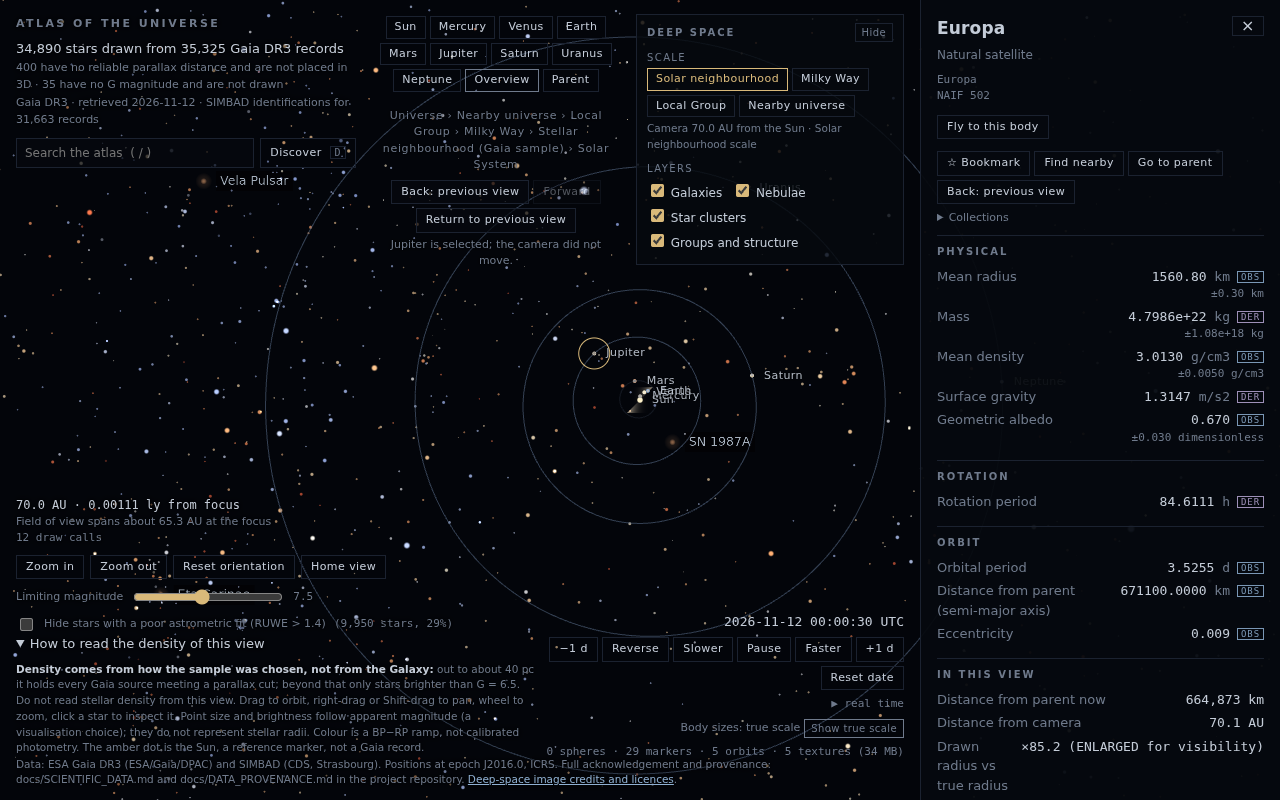 ATLAS OF THE UNIVERSE
34,890 stars drawn from 35,325 Gaia DR3 records
400 have no reliable parallax distance and are not placed in
3D · 35 have no G magnitude and are not drawn
Gaia DR3 · retrieved 2026-11-12 · SIMBAD identifications for
31,663 records
Search the atlas ( / )
Discover D
Vela Pulsar
Sun Mercury Venus Earth
Mars Jupiter Saturn Uranus
Neptune Overview Parent
Universe › Nearby universe › Local
Group › Milky Way › Stellar
neighbourhood (Gaia sample) › Solar
System
Back: previous view Forward
Return to previous view
Jupiter is selected; the camera did not
move.
DEEP SPACE Hide
SCALE
Solar neighbourhood Milky Way
Local Group Nearby universe
Camera 70.0 AU from the Sun · Solar
neighbourhood scale
LAYERS
Galaxies Nebulae
Star clusters
Groups and structure
Jupiter
Mars
Earth
Mercury
Sun
Saturn
SN 1987A
Neptune
70.0 AU · 0.00111 ly from focus
Field of view spans about 65.3 AU at the focus
12 draw calls
Zoom in Zoom out Reset orientation Home view
Limiting magnitude 7.5
Hide stars with a poor astrometric fit (RUWE > 1.4) (9,950 stars, 29%)
▼ How to read the density of this view
Density comes from how the sample was chosen, not from the Galaxy: out to about 40 pc
it holds every Gaia source meeting a parallax cut; beyond that only stars brighter than G = 6.5.
Do not read stellar density from this view. Drag to orbit, right-drag or Shift-drag to pan, wheel to
zoom, click a star to inspect it. Point size and brightness follow apparent magnitude (a
visualisation choice); they do not represent stellar radii. Colour is a BP−RP ramp, not calibrated
photometry. The amber dot is the Sun, a reference marker, not a Gaia record.
Data: ESA Gaia DR3 (ESA/Gaia/DPAC) and SIMBAD (CDS, Strasbourg). Positions at epoch J2016.0, ICRS. Full acknowledgement and provenance:
docs/SCIENTIFIC_DATA.md and docs/DATA_PROVENANCE.md in the project repository. Deep-space image credits and licences.
2026-11-12 00:00:30 UTC
−1 d Reverse Slower Pause Faster +1 d
Reset date
▶ real time
Body sizes: true scale Show true scale
0 spheres · 29 markers · 5 orbits · 5 textures (34 MB)
Europa ×
Natural satellite
Europa
NAIF 502
Fly to this body
☆ Bookmark Find nearby Go to parent
Back: previous view
▶ Collections
PHYSICAL
Mean radius 1560.80 km OBS
±0.30 km
Mass 4.7986e+22 kg DER
±1.08e+18 kg
Mean density 3.0130 g/cm3 OBS
±0.0050 g/cm3
Surface gravity 1.3147 m/s2 DER
Geometric albedo 0.670 OBS
±0.030 dimensionless
ROTATION
Rotation period 84.6111 h DER
ORBIT
Orbital period 3.5255 d OBS
Distance from parent 671100.0000 km OBS
(semi-major axis)
Eccentricity 0.009 OBS
IN THIS VIEW
Distance from parent now 664,873 km
Distance from camera 70.1 AU
Drawn ×85.2 (ENLARGED for visibility)
radius vs
true radius